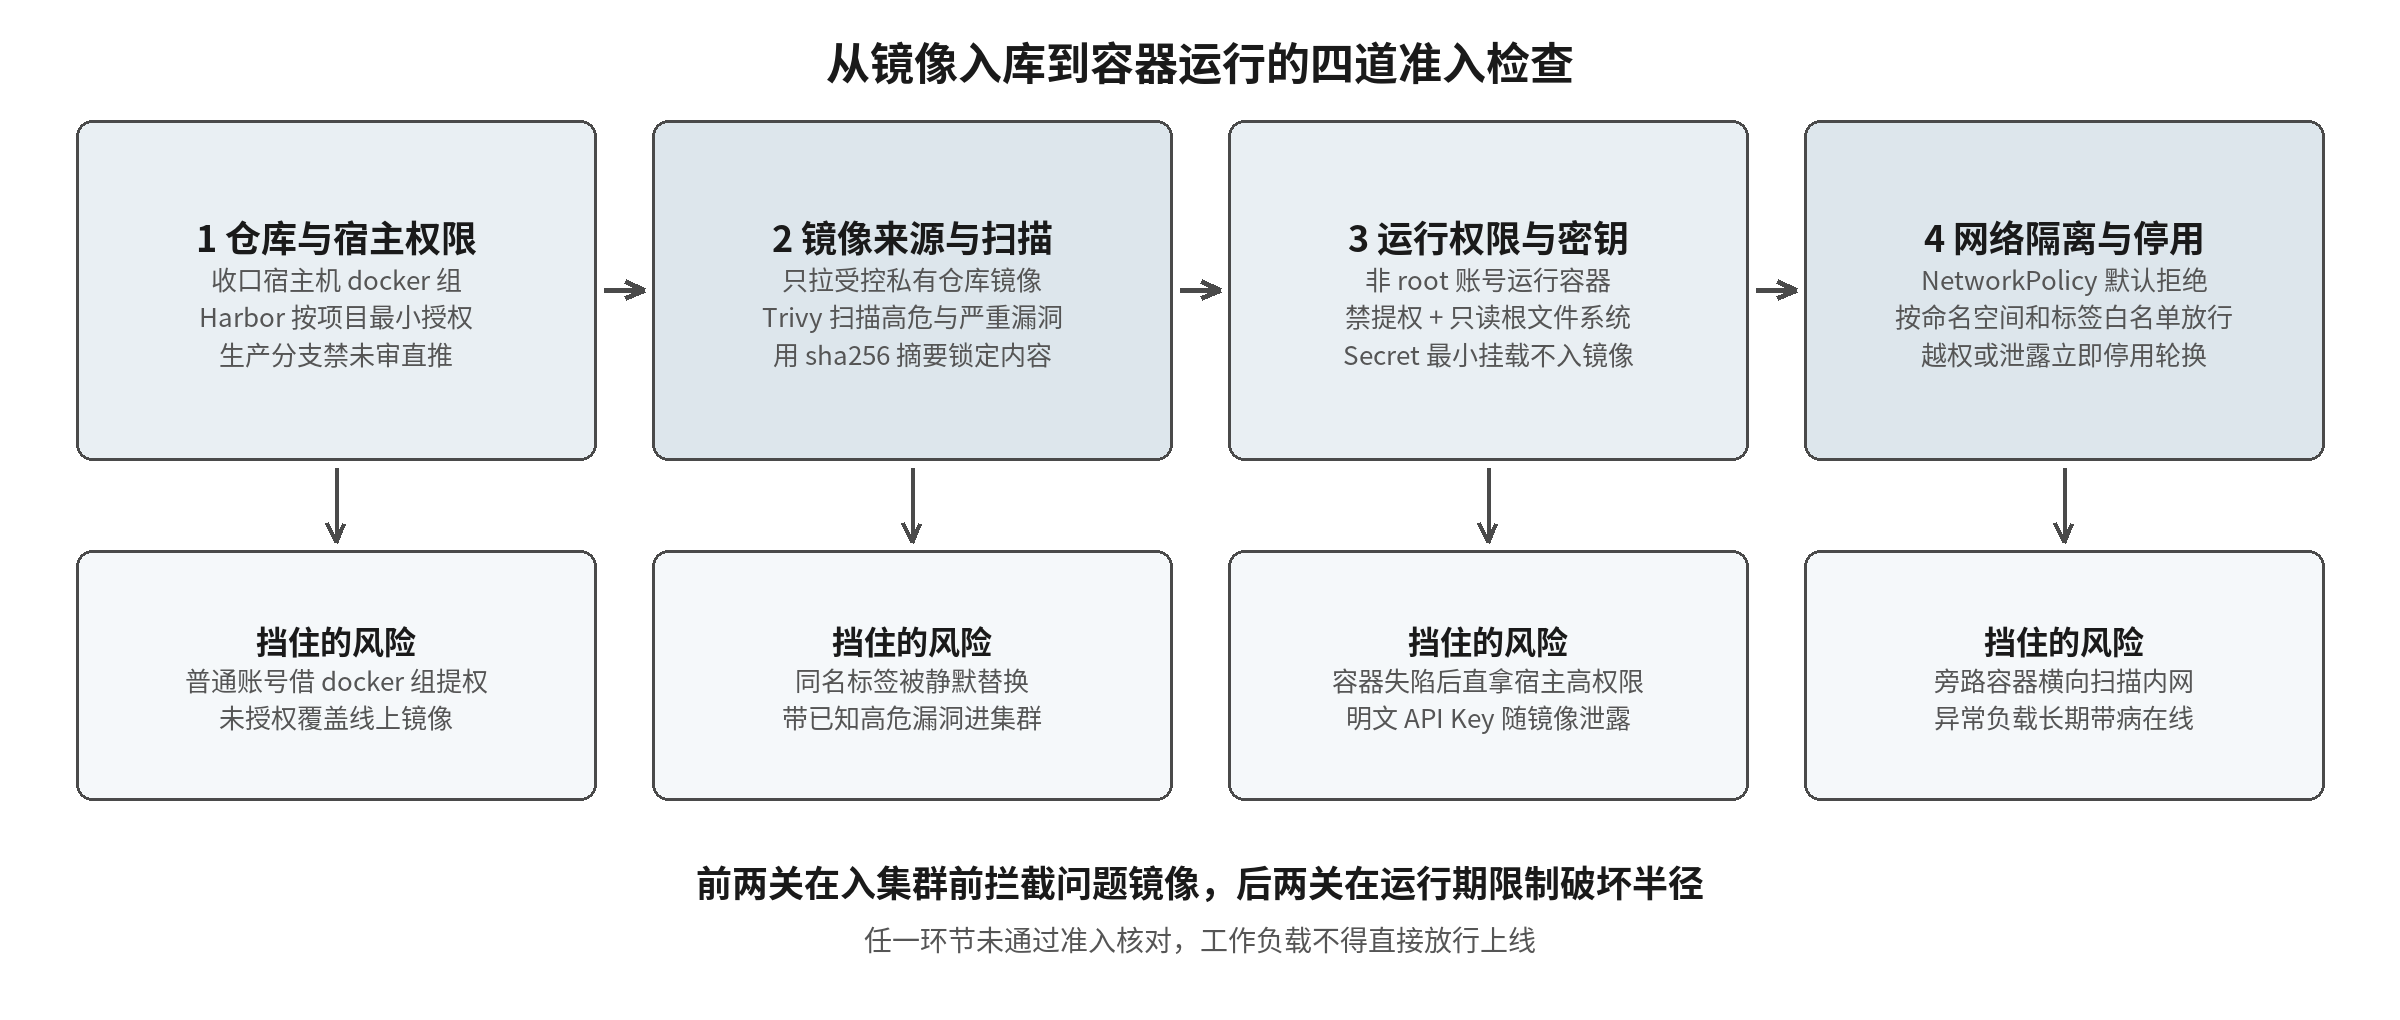 从镜像入库到容器运行的四道准入检查
1 仓库与宿主权限
收口宿主机 docker 组
Harbor 按项目最小授权
生产分支禁未审直推
2 镜像来源与扫描
只拉受控私有仓库镜像
Trivy 扫描高危与严重漏洞
用 sha256 摘要锁定内容
3 运行权限与密钥
非 root 账号运行容器
禁提权 + 只读根文件系统
Secret 最小挂载不入镜像
4 网络隔离与停用
NetworkPolicy 默认拒绝
按命名空间和标签白名单放行
越权或泄露立即停用轮换
挡住的风险
普通账号借 docker 组提权
未授权覆盖线上镜像
挡住的风险
同名标签被静默替换
带已知高危漏洞进集群
挡住的风险
容器失陷后直拿宿主高权限
明文 API Key 随镜像泄露
挡住的风险
旁路容器横向扫描内网
异常负载长期带病在线
前两关在入集群前拦截问题镜像，后两关在运行期限制破坏半径
任一环节未通过准入核对，工作负载不得直接放行上线